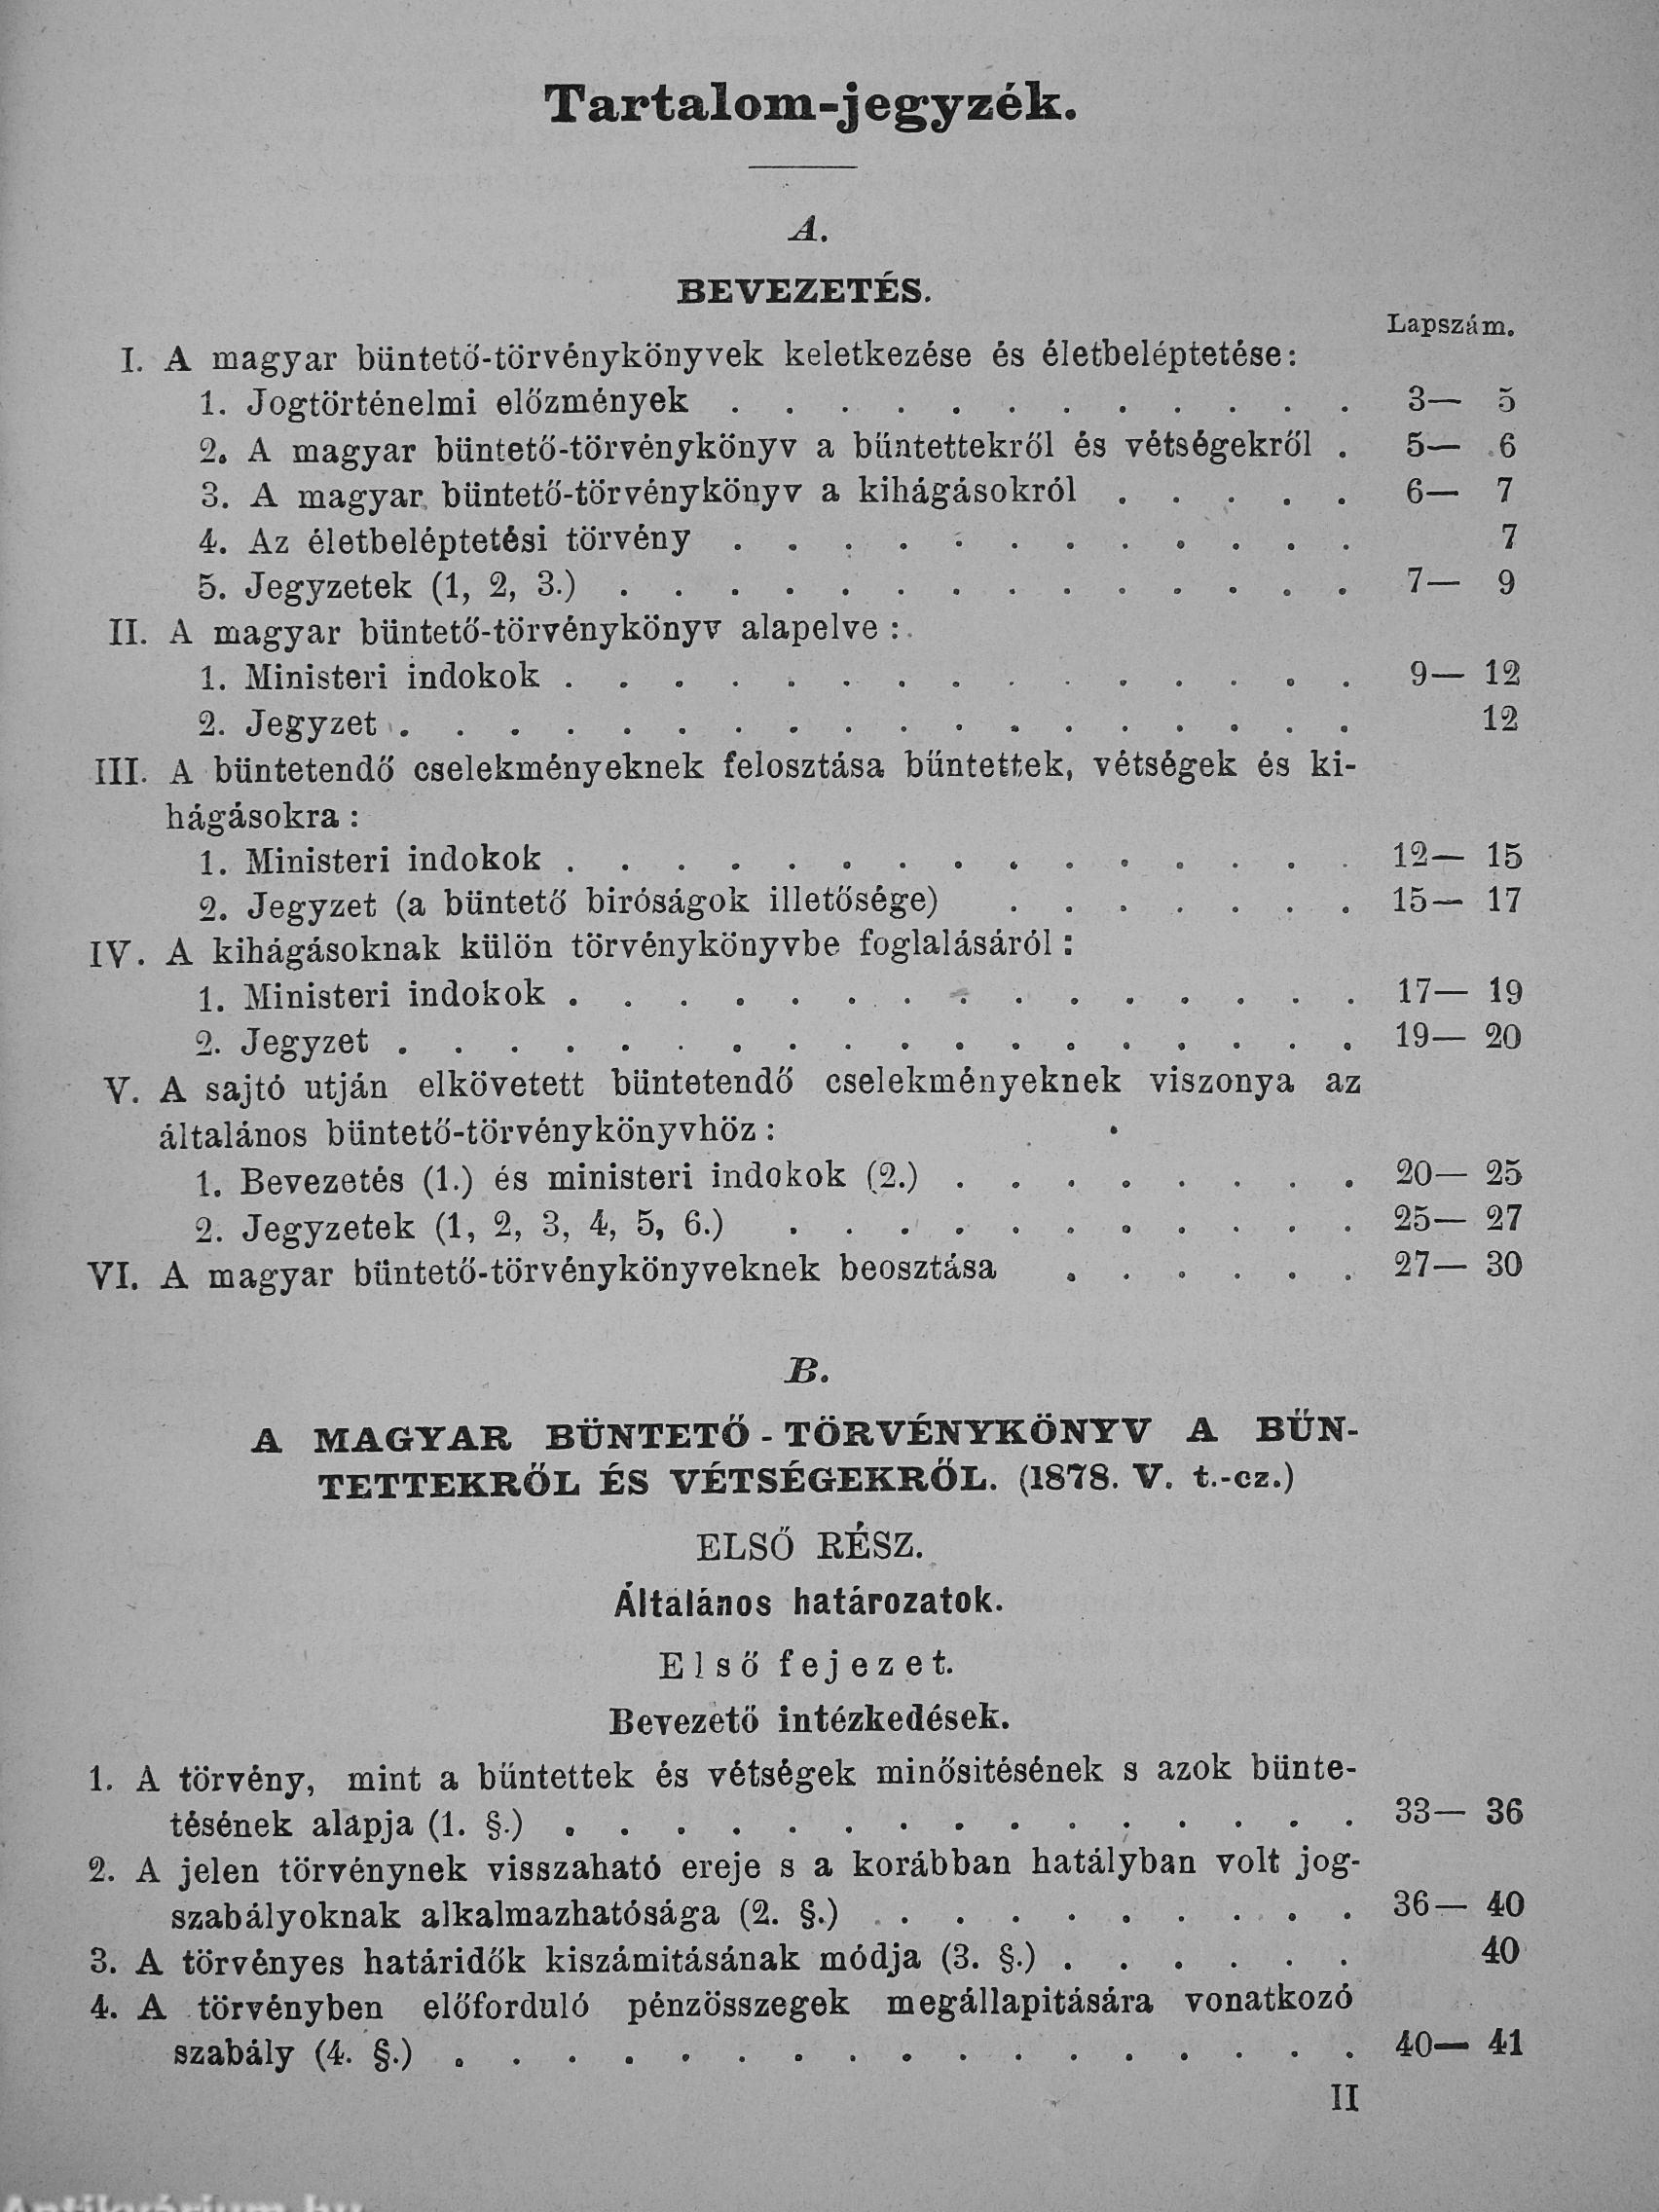 Tartalom-jegyzék.
A.
BEVEZETÉS.
Lapszám.
I. A magyar büntető-törvénykönyvek keletkezése és életbeléptetése:
1. Jogtörténelmi előzmények . . . . . . . . . . . . 3— 5
2. A magyar büntető-törvénykönyv a bűntettekről és vétségekről . 5— 6
3. A magyar büntető-törvénykönyv a kihágásokról . . . . . 6— 7
4. Az életbeléptetési törvény . . . . . . . . . . . . 7
5. Jegyzetek (1, 2, 3.) . . . . . . . . . . . . . . 7— 9
II. A magyar büntető-törvénykönyv alapelve :
1. Ministeri indokok . . . . . . . . . . . . . . . 9— 12
2. Jegyzet . . . . . . . . . . . . . . . . . . 12
III. A büntetendő cselekményeknek felosztása bűntettek, vétségek és ki-
hágásokra :
1. Ministeri indokok . . . . . . . . . . . . . . . 12— 15
2. Jegyzet (a büntető biróságok illetősége) . . . . . . . 15— 17
IV. A kihágásoknak külön törvénykönyvbe foglalásáról :
1. Ministeri indokok . . . . . . . . . . . . . . . 17— 19
2. Jegyzet . . . . . . . . . . . . . . . . . . 19— 20
V. A sajtó utján elkövetett büntetendő cselekményeknek viszonya az
általános büntető-törvénykönyvhöz :
1. Bevezetés (1.) és ministeri indokok (2.) . . . . . . . . 20— 25
2. Jegyzetek (1, 2, 3, 4, 5, 6.) . . . . . . . . . . . 25— 27
VI. A magyar büntető-törvénykönyveknek beosztása . . . . . . 27— 30
B.
A MAGYAR BÜNTETŐ-TÖRVÉNYKÖNYV A BŰN-
TETTEKRŐL ÉS VÉTSÉGEKRŐL. (1878. V. t.-cz.)
ELSŐ RÉSZ.
Általános határozatok.
Első fejezet.
Bevezető intézkedések.
1. A törvény, mint a bűntettek és vétségek minősitésének s azok bünte-
tésének alapja (1. §.) . . . . . . . . . . . . . . . 33— 36
2. A jelen törvénynek visszaható ereje s a korábban hatályban volt jog-
szabályoknak alkalmazhatósága (2. §.) . . . . . . . . . 36— 40
3. A törvényes határidők kiszámitásának módja (3. §.) . . . . . . 40
4. A törvényben előforduló pénzösszegek megállapitására vonatkozó
szabály (4. §.) . . . . . . . . . . . . . . . . . 40— 41
II
Antikvárium.hu